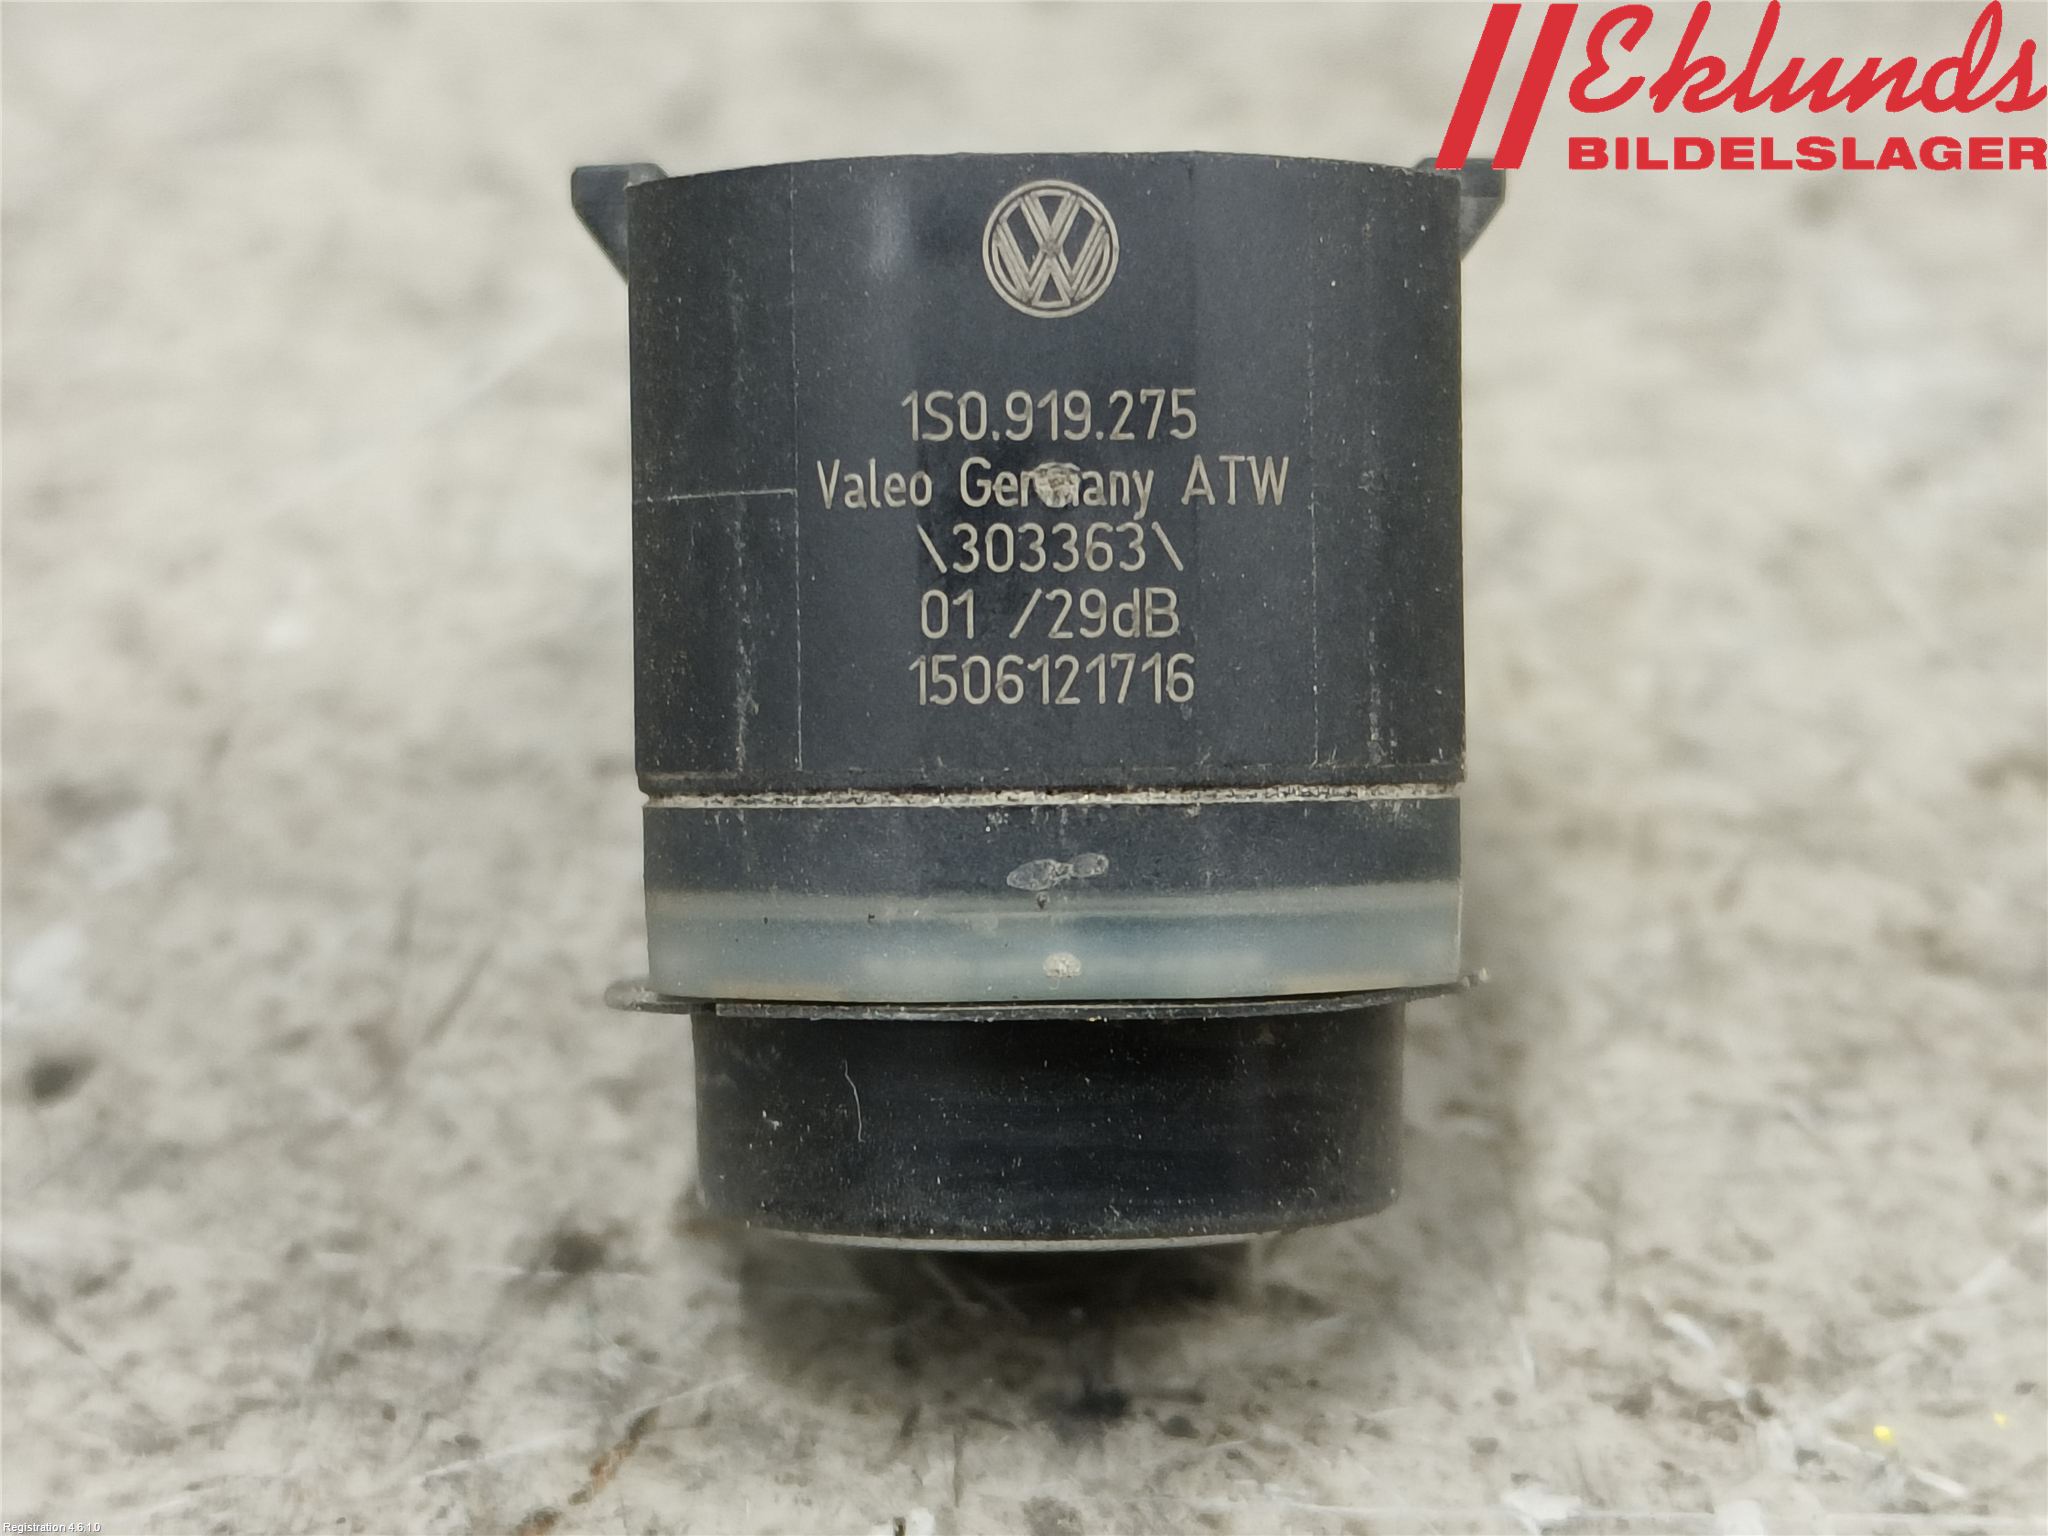 Eklunds
BILDELSLAGER
1S0.919.275
Valeo Germany ATW
\303363\
01 /29dB
1506121716
Registration 4.6.1.0